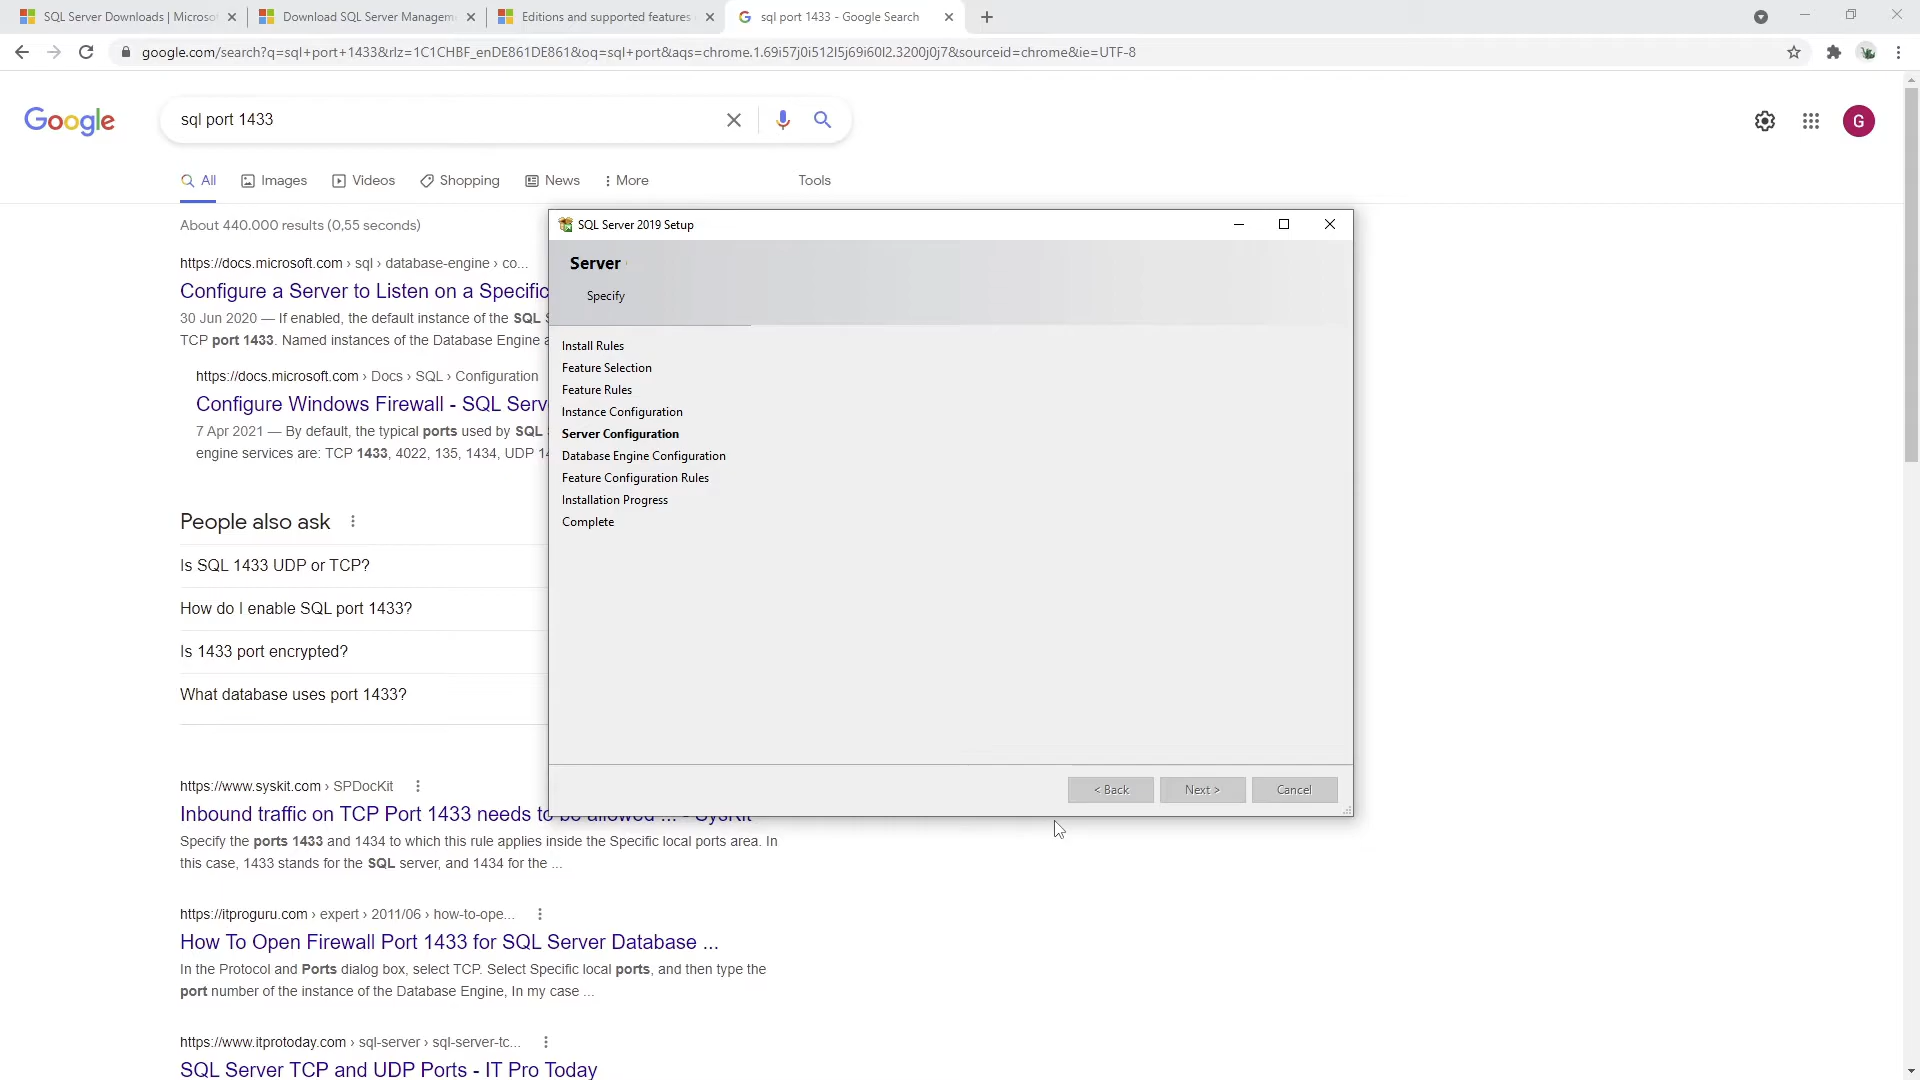 SQL Server Downloads | Microso
Download SQL Server Managem
Editions and supported features
sql port 1433 - Google Search
google.com/search?q=sql+port+1433&rlz=1C1CHBF_enDE861DE861&oq=sql+port&aqs=chrome.1.69i57j0i512l5j69i60l2.3200j0j7&sourceid=chrome&ie=UTF-8
Google
sql port 1433
G
All
Images
Videos
Shopping
News
More
Tools
About 440.000 results (0,55 seconds)
https://docs.microsoft.com › sql › database-engine › co...
Configure a Server to Listen on a Specific
30 Jun 2020 — If enabled, the default instance of the SQL S
TCP port 1433. Named instances of the Database Engine a
https://docs.microsoft.com › Docs › SQL › Configuration
Configure Windows Firewall - SQL Serv
7 Apr 2021 — By default, the typical ports used by SQL
engine services are: TCP 1433, 4022, 135, 1434, UDP 14
People also ask
Is SQL 1433 UDP or TCP?
How do I enable SQL port 1433?
Is 1433 port encrypted?
What database uses port 1433?
https://www.syskit.com › SPDocKit
Inbound traffic on TCP Port 1433 needs to be allowed ... - SysKit
Specify the ports 1433 and 1434 to which this rule applies inside the Specific local ports area. In
this case, 1433 stands for the SQL server, and 1434 for the ...
https://itproguru.com › expert › 2011/06 › how-to-ope...
How To Open Firewall Port 1433 for SQL Server Database ...
In the Protocol and Ports dialog box, select TCP. Select Specific local ports, and then type the
port number of the instance of the Database Engine, In my case ...
https://www.itprotoday.com › sql-server › sql-server-tc...
SQL Server TCP and UDP Ports - IT Pro Today
SQL Server 2019 Setup
Server
Specify
Install Rules
Feature Selection
Feature Rules
Instance Configuration
Server Configuration
Database Engine Configuration
Feature Configuration Rules
Installation Progress
Complete
< Back
Next >
Cancel